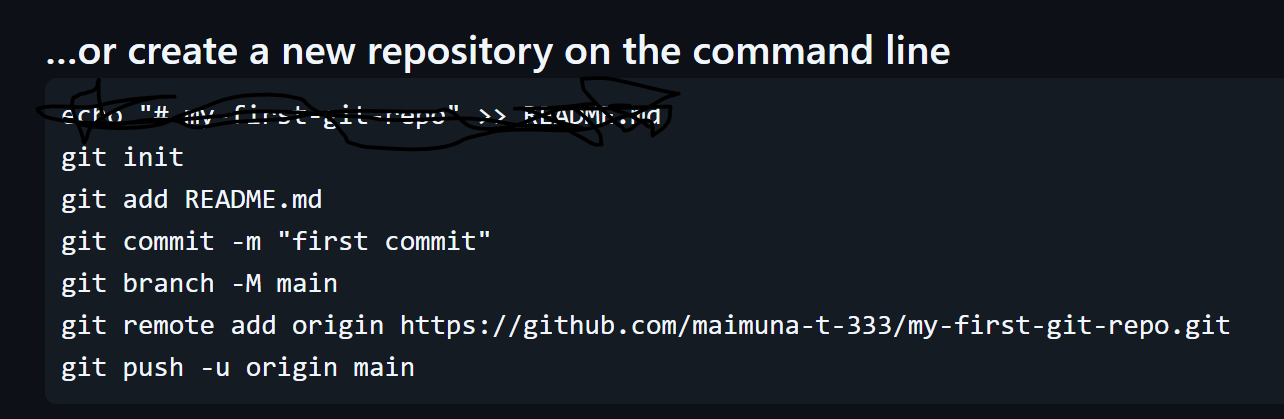 ...or create a new repository on the command line
echo "# my-first-git-repo" >> README.md
git init
git add README.md
git commit -m "first commit"
git branch -M main
git remote add origin https://github.com/maimuna-t-333/my-first-git-repo.git
git push -u origin main